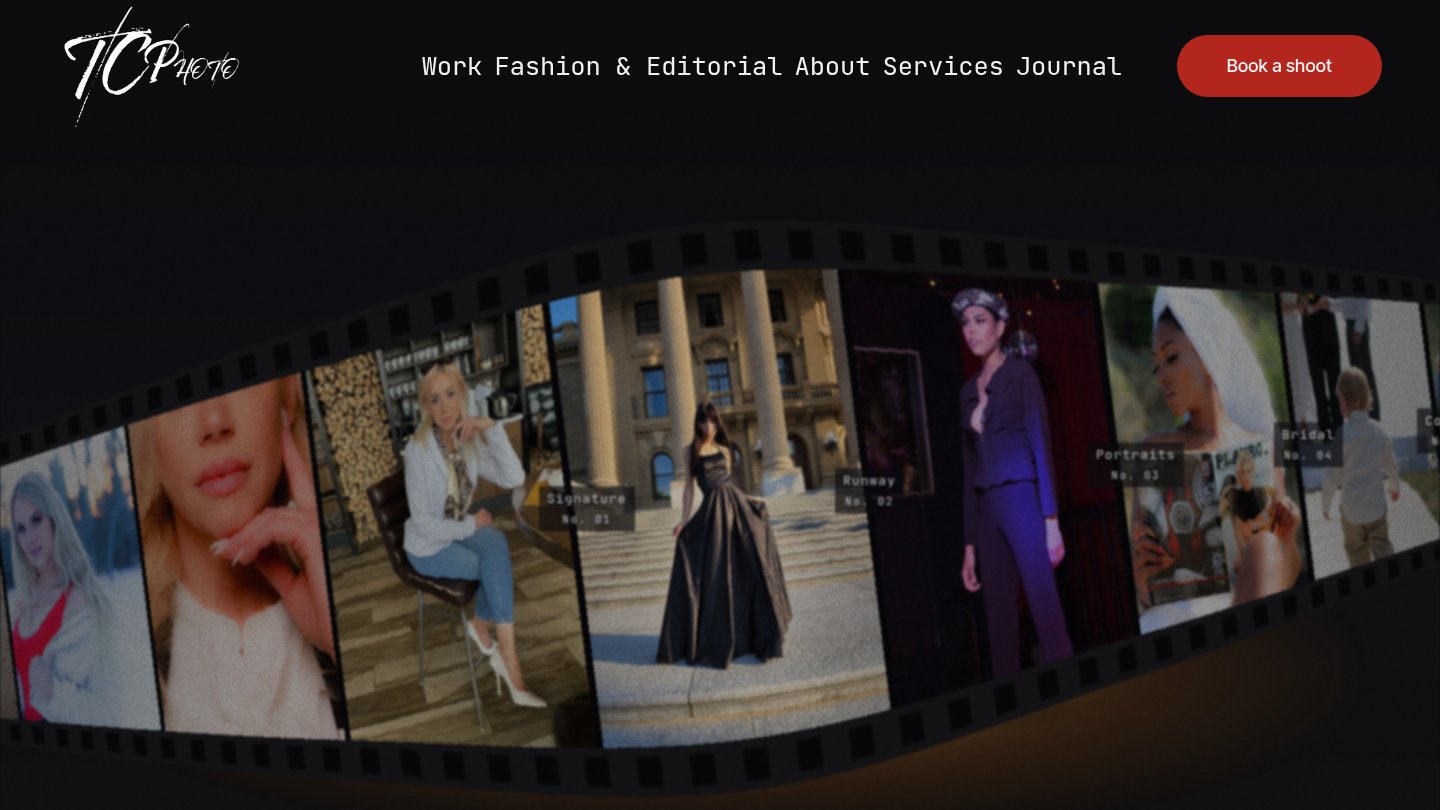 TCPhoto
Work Fashion & Editorial About Services Journal
Book a shoot
Signature
No. 01
Runway
No. 02
Portraits
No. 03
Bridal
No. 04